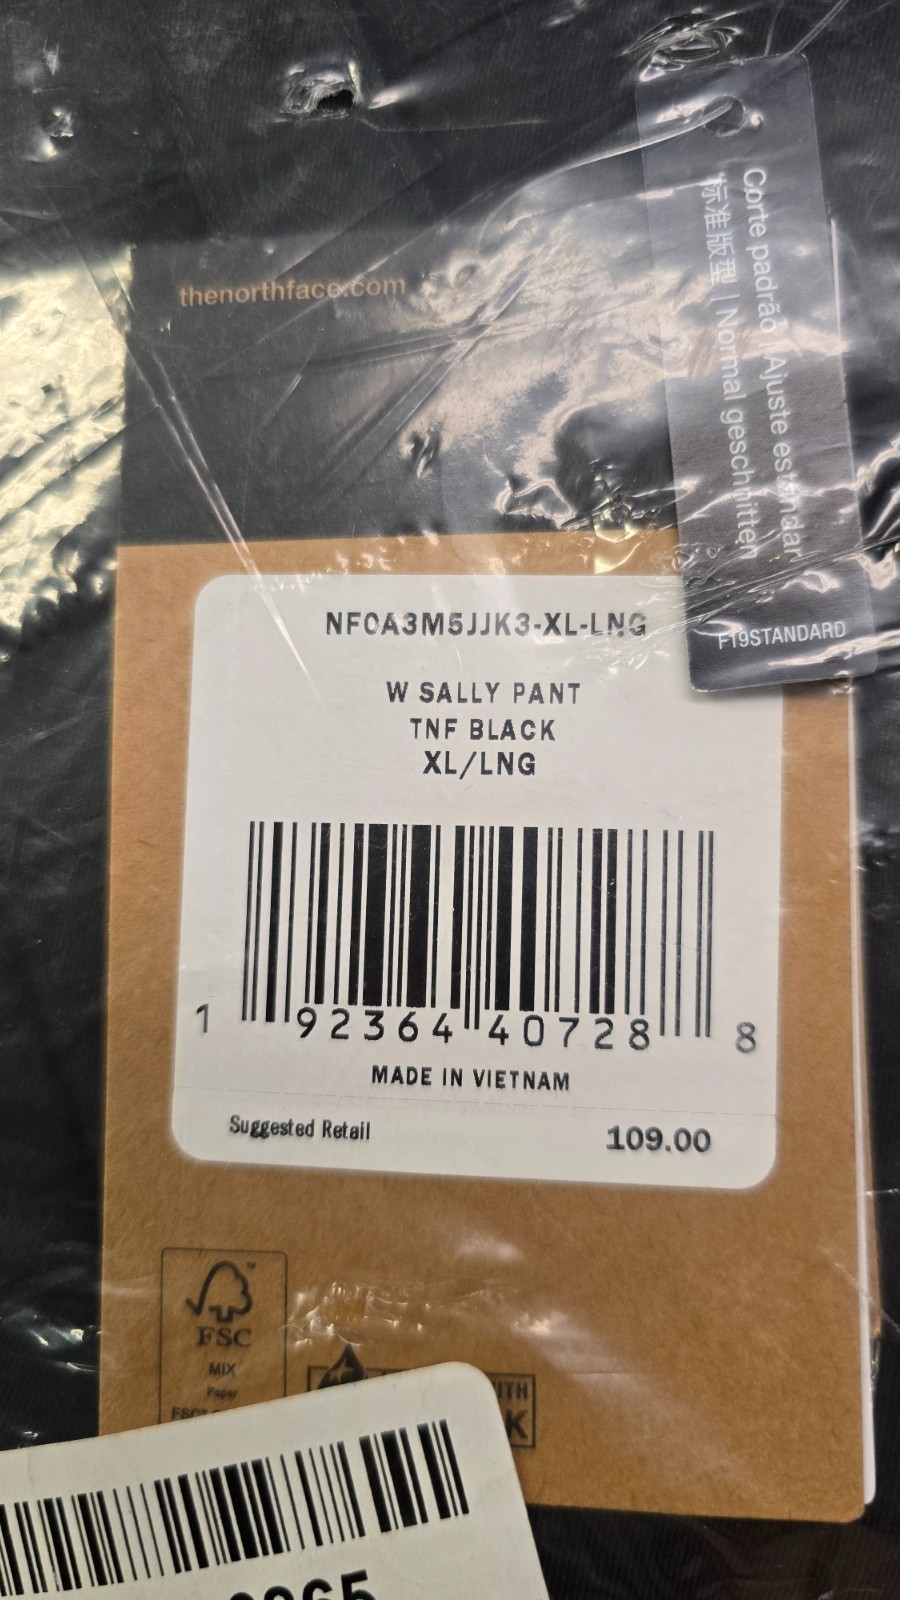 thenorthface.com
Corte padrão | Ajuste estándar
标准版型 | Normal geschnitten
F19STANDARD
NF0A3M5JJK3-XL-LNG
W SALLY PANT
TNF BLACK
XL/LNG
1 92364 40728 8
MADE IN VIETNAM
Suggested Retail 109.00
FSC™
MIX
Paper